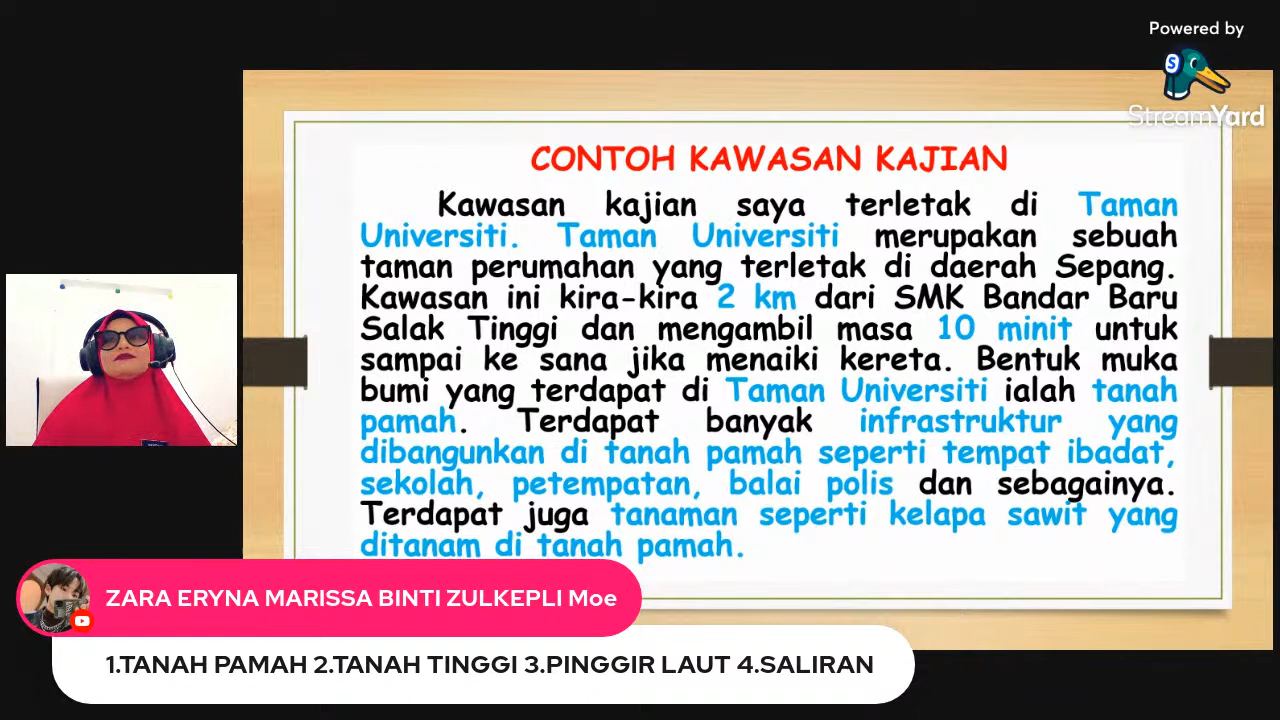 Powered by
StreamYard
CONTOH KAWASAN KAJIAN
Kawasan kajian saya terletak di Taman
Universiti. Taman Universiti merupakan sebuah
taman perumahan yang terletak di daerah Sepang.
Kawasan ini kira-kira 2 km dari SMK Bandar Baru
Salak Tinggi dan mengambil masa 10 minit untuk
sampai ke sana jika menaiki kereta. Bentuk muka
bumi yang terdapat di Taman Universiti ialah tanah
pamah. Terdapat banyak infrastruktur yang
dibangunkan di tanah pamah seperti tempat ibadat,
sekolah, petempatan, balai polis dan sebagainya.
Terdapat juga tanaman seperti kelapa sawit yang
ditanam di tanah pamah.
ZARA ERYNA MARISSA BINTI ZULKEPLI Moe
1.TANAH PAMAH 2.TANAH TINGGI 3.PINGGIR LAUT 4.SALIRAN